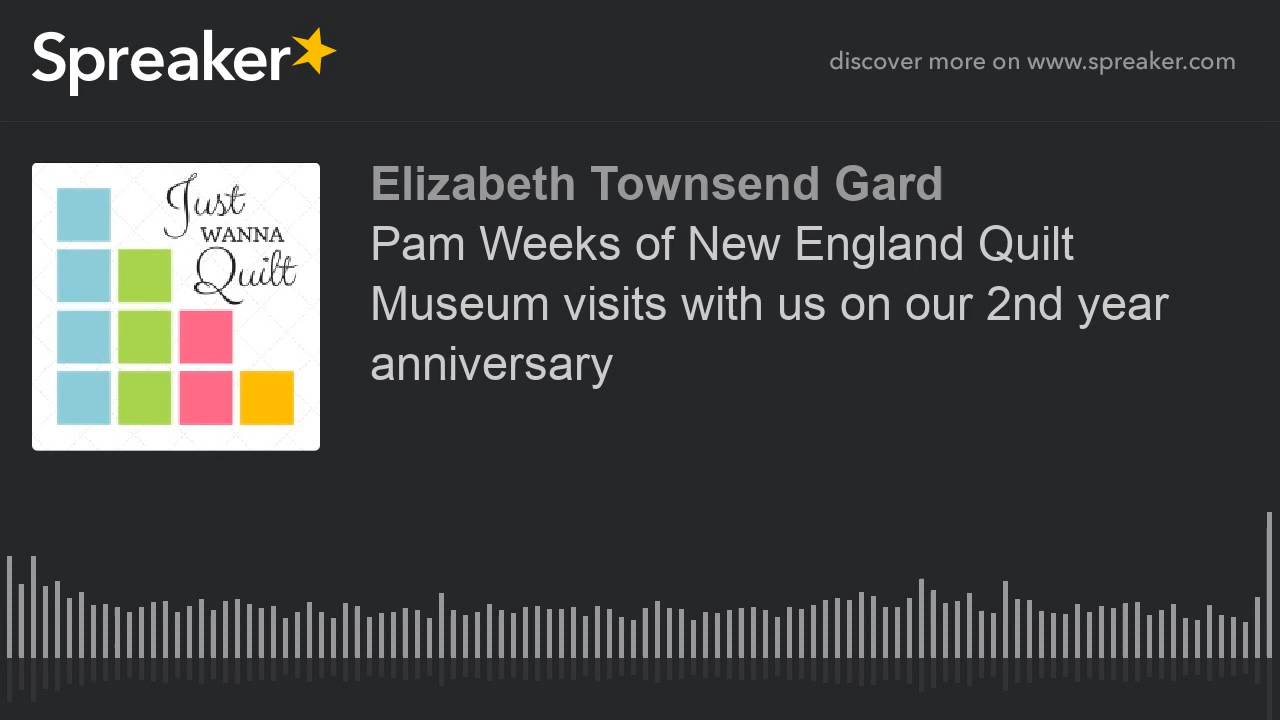 Spreaker
discover more on www.spreaker.com
Just
WANNA
Quilt
Elizabeth Townsend Gard
Pam Weeks of New England Quilt
Museum visits with us on our 2nd year
anniversary